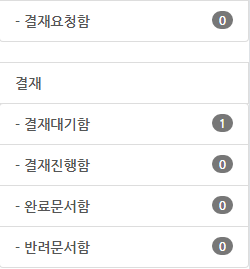 - 결재요청함 0
결재
- 결재대기함 1
- 결재진행함 0
- 완료문서함 0
- 반려문서함 0